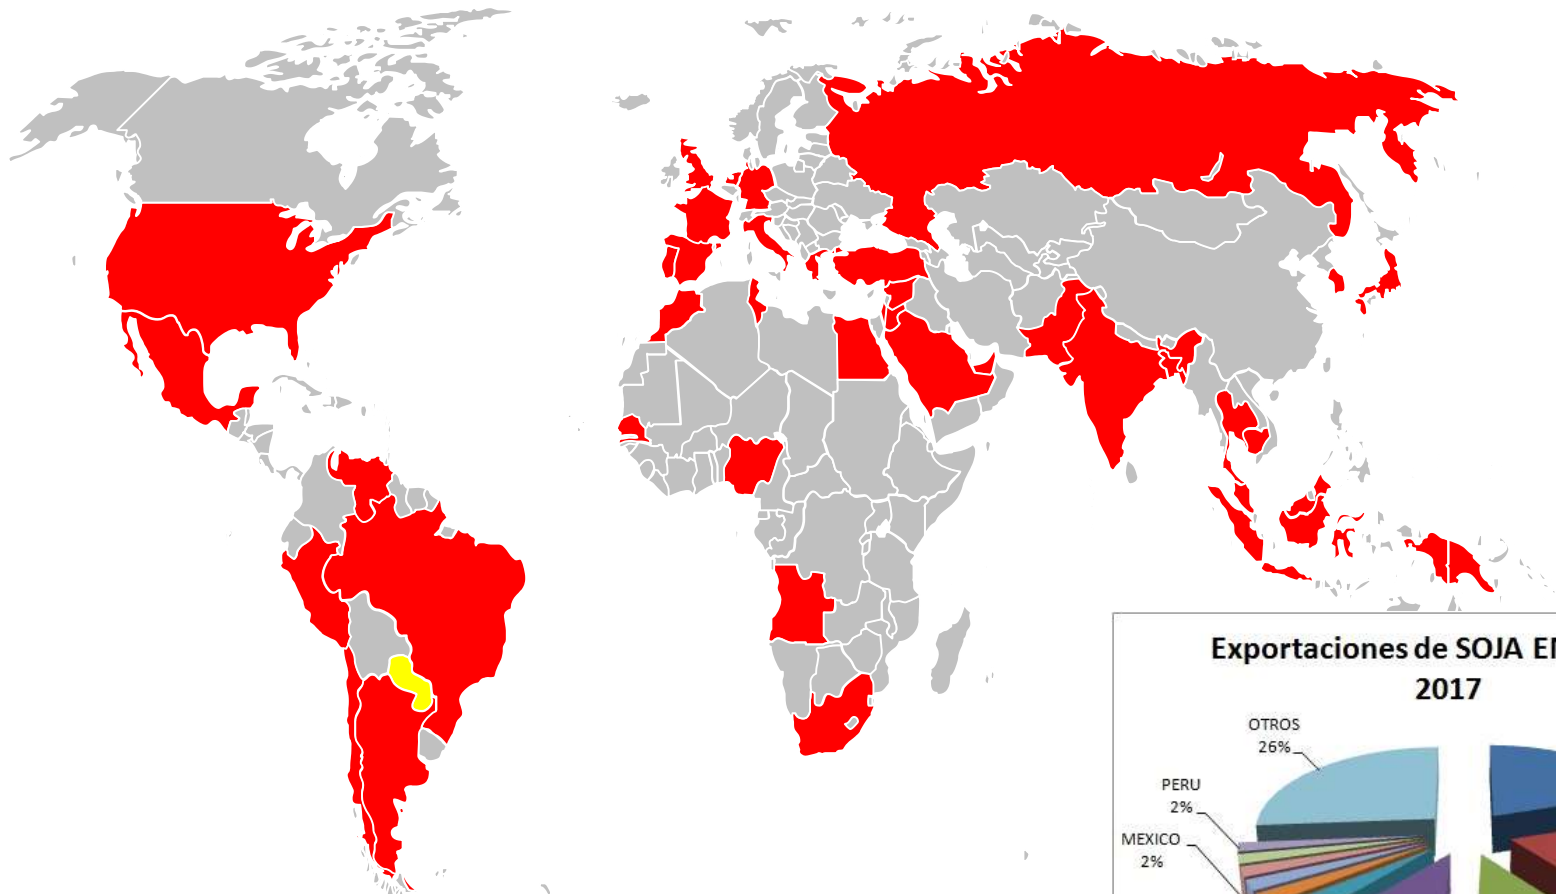 Exportaciones de SOJA
2017
OTROS
26%
PERU
2%
MEXICO
2%